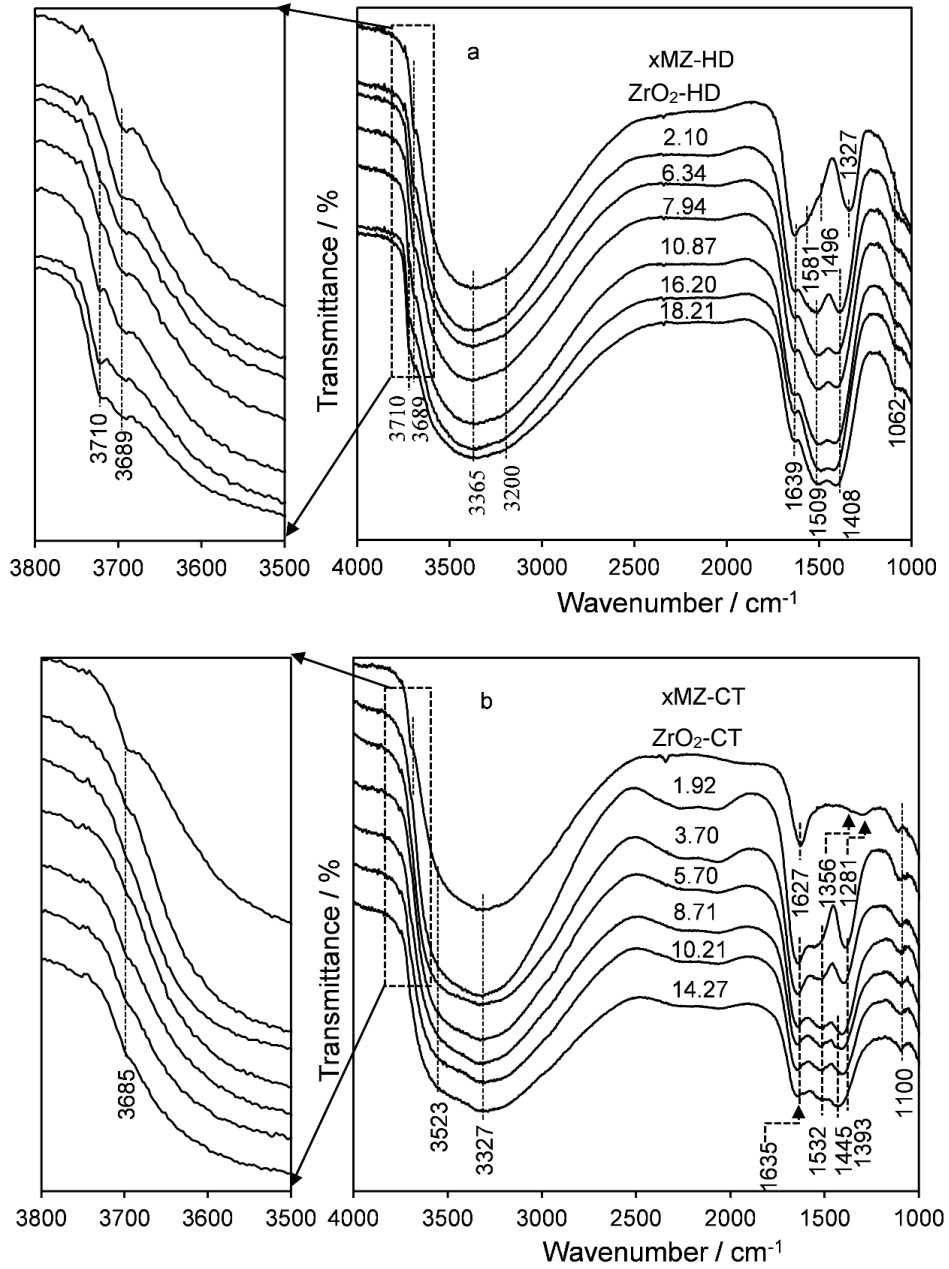 a
xMZ-HD
ZrO2-HD
2.10
6.34
7.94
10.87
16.20
18.21
1327
1581
1496
Transmittance / %
3710
3689
3710
3689
3365
3200
1639
1509
1408
1062
3800 3700 3600 3500
4000 3500 3000 2500 2000 1500 1000
Wavenumber / cm-1
b
xMZ-CT
ZrO2-CT
1.92
3.70
5.70
8.71
10.21
14.27
1627
1356
1281
Transmittance / %
3685
3523
3327
1635
1532
1445
1393
1100
3800 3700 3600 3500
4000 3500 3000 2500 2000 1500 1000
Wavenumber / cm-1